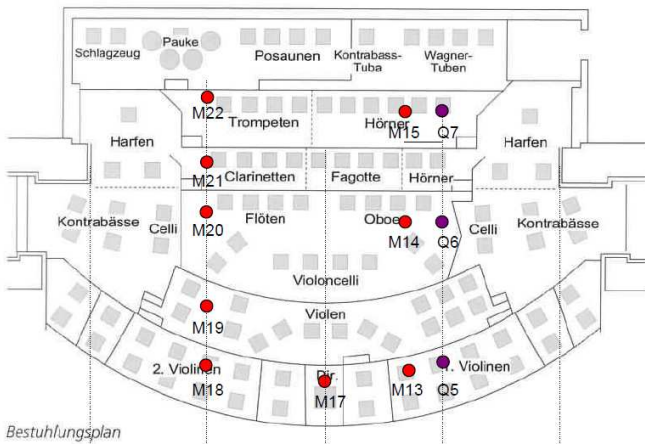 Schlagzeug
Pauke
Posaunen
Kontrabass-
Tuba
Wagner-
Tuben
M22
Trompeten
Hörner
M15
Q7
Harfen
Harfen
M21
Clarinetten
Fagotte
Hörner
M20
Flöten
Oboe
M14
Q6
Kontrabässe
Celli
Celli
Kontrabässe
Violoncelli
M19
Violen
2. Violinen
M18
Dir.
M17
M13
Q5
1. Violinen
Bestuhlungsplan